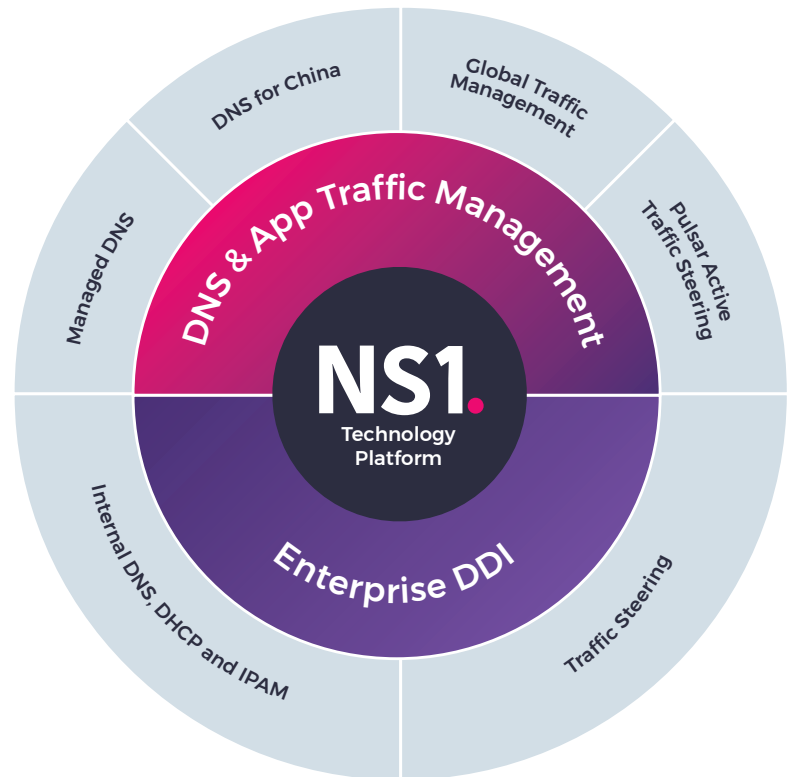 DNS for China
Global Traffic
Management
Managed DNS
Pulsar Active
Traffic Steering
DNS & App Traffic Management
NS1.
Technology
Platform
Enterprise DDI
Internal DNS, DHCP and IPAM
Traffic Steering